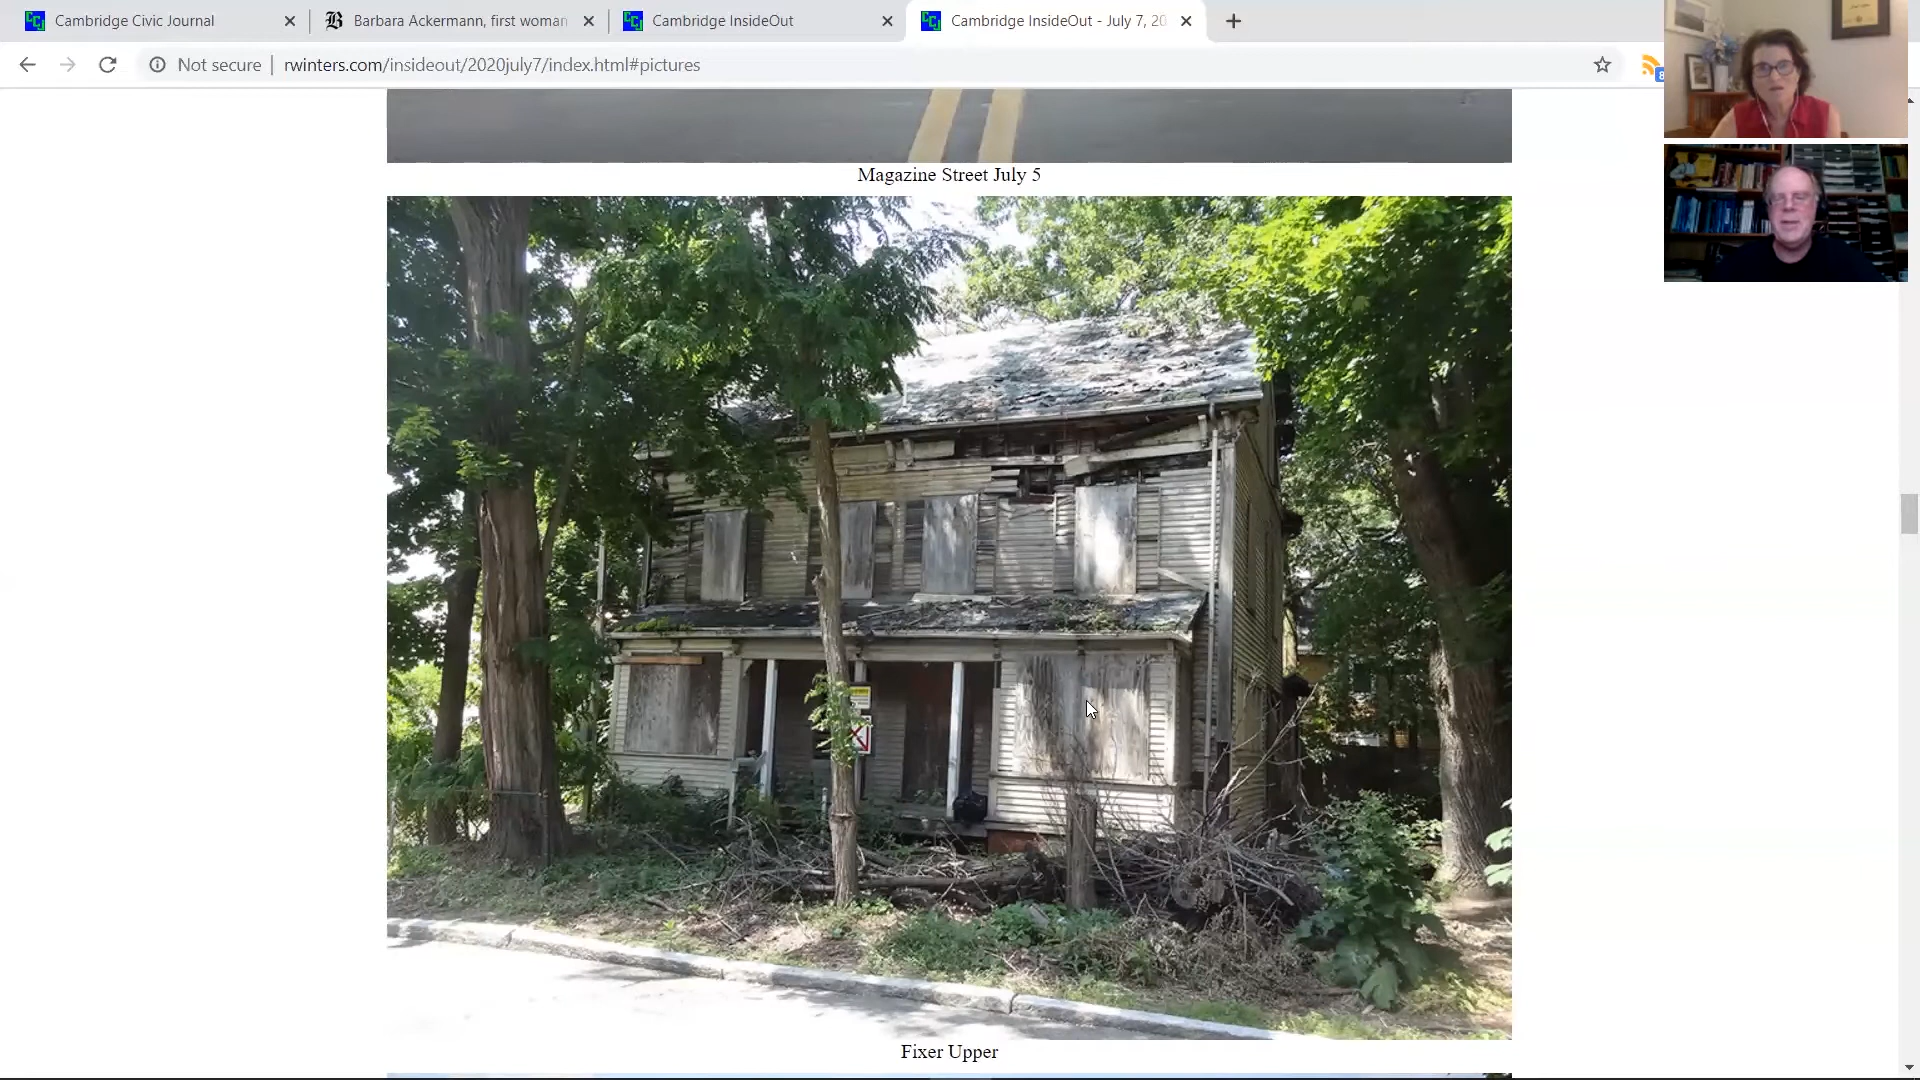 Cambridge Civic Journal
Barbara Ackermann, first woman
Cambridge InsideOut
Cambridge InsideOut - July 7, 20
Not secure
rwinters.com/insideout/2020july7/index.html#pictures
Magazine Street July 5
Fixer Upper